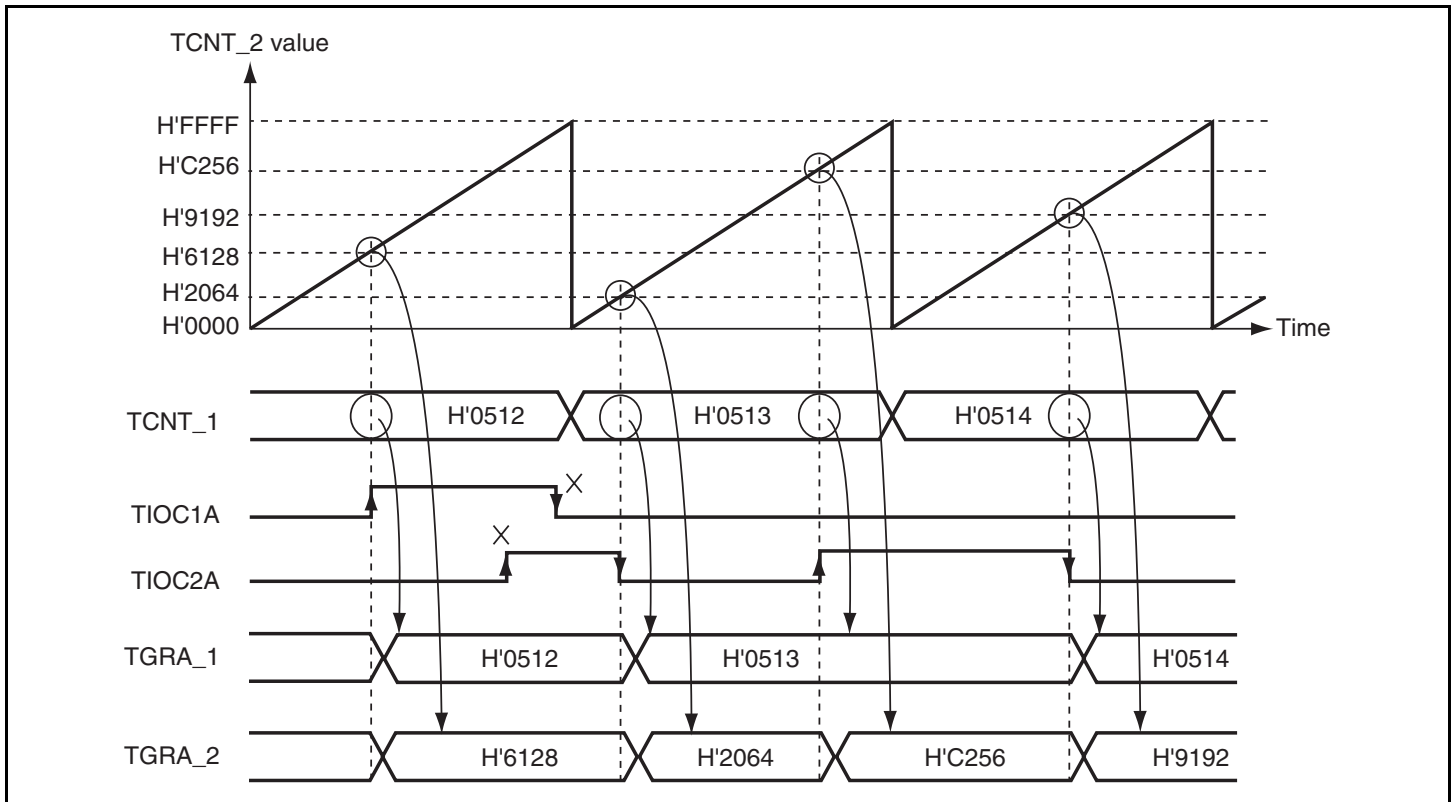 TCNT_2 value
H'FFFF
H'C256
H'9192
H'6128
H'2064
H'0000
Time
TCNT_1 H'0512 H'0513 H'0514
TIOC1A
TIOC2A
TGRA_1 H'0512 H'0513 H'0514
TGRA_2 H'6128 H'2064 H'C256 H'9192